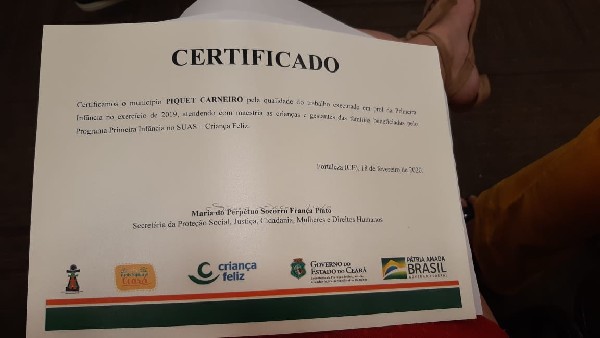 CERTIFICADO
Certificamos o município PIQUET CARNEIRO pela qualidade do trabalho executado em prol da Primeira
Infância no exercício de 2019, atendendo com maestria as crianças e gestantes das famílias beneficiadas pelo
Programa Primeira Infância no SUAS – Criança Feliz.
Fortaleza (CE), 18 de fevereiro de 2020.
Maria do Perpétuo Socorro França Pinto
Secretária da Proteção Social, Justiça, Cidadania, Mulheres e Direitos Humanos
criança
feliz
GOVERNO DO
ESTADO DO CEARÁ
PÁTRIA AMADA
BRASIL
GOVERNO FEDERAL